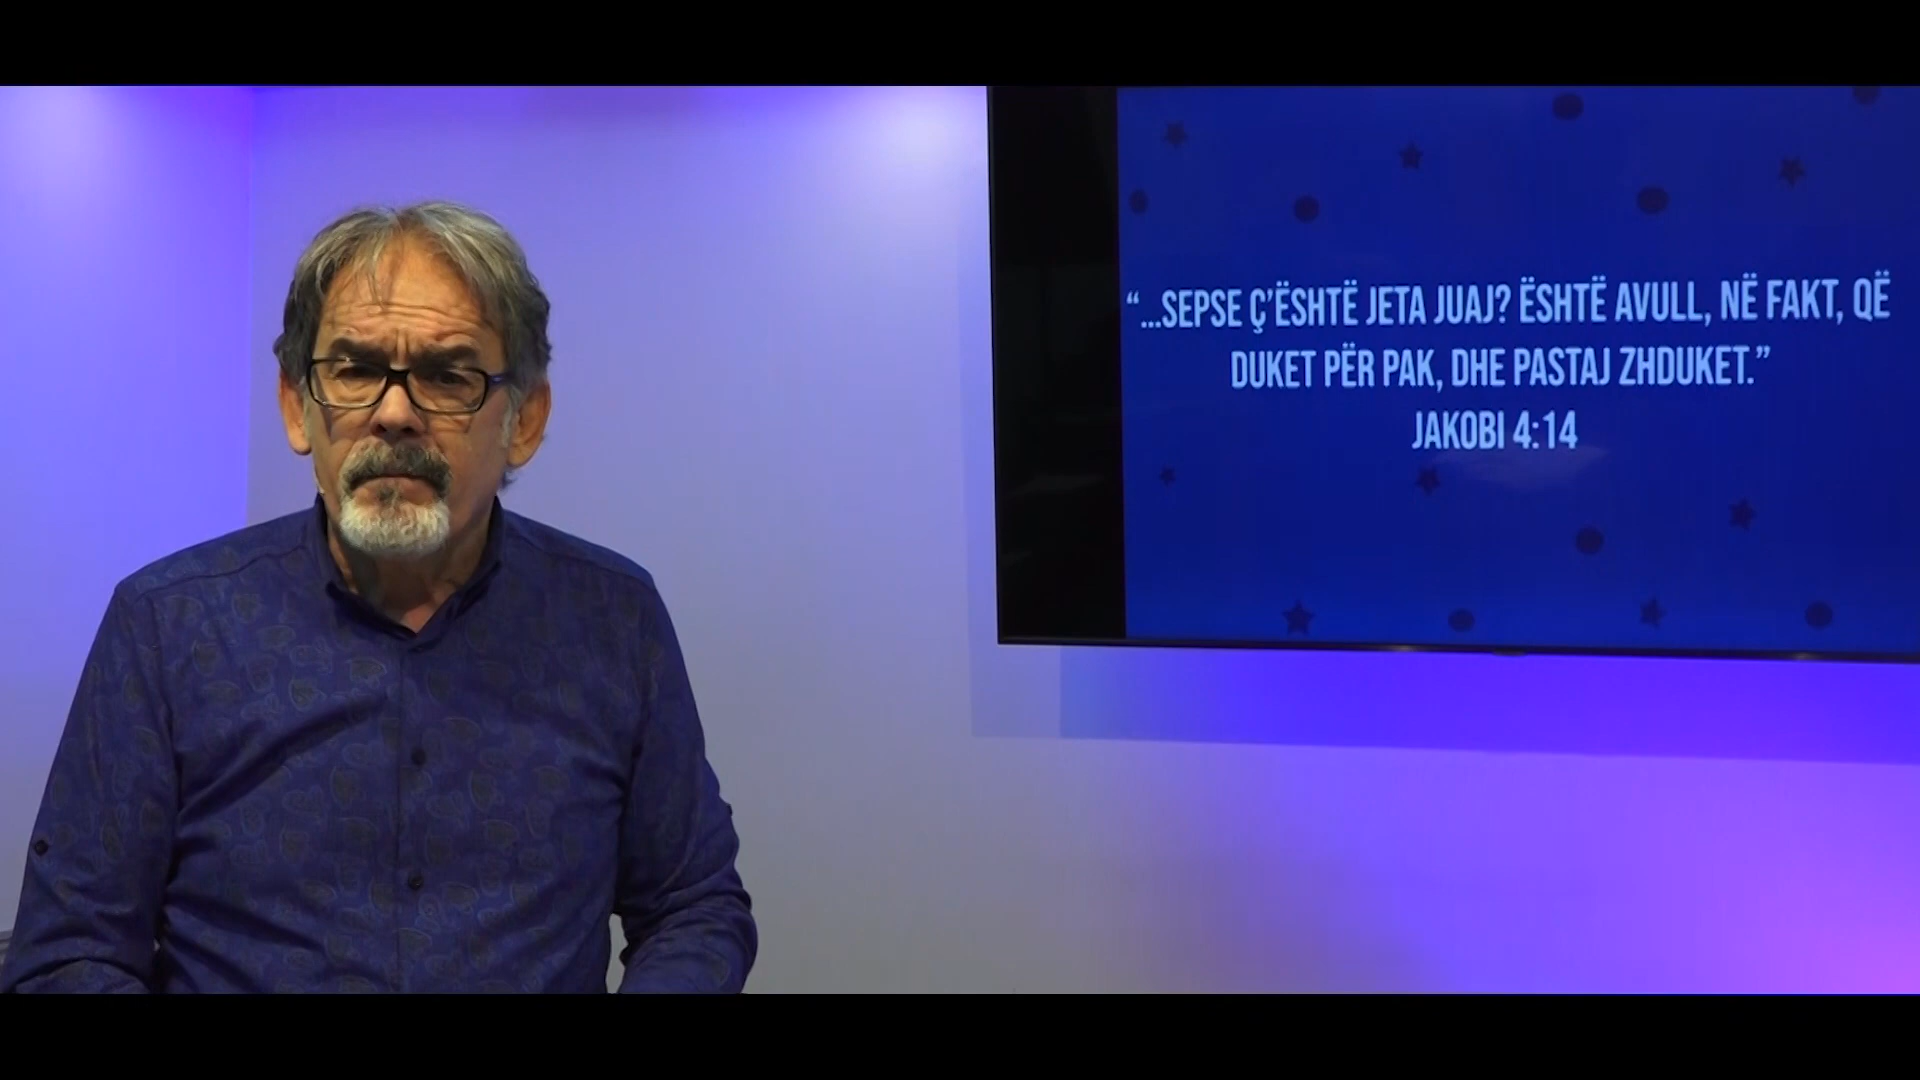 “...SEPSE Ç’ËSHTË JETA JUAJ? ËSHTË AVULL, NË FAKT, QË
DUKET PËR PAK, DHE PASTAJ ZHDUKET.”
JAKOBI 4:14